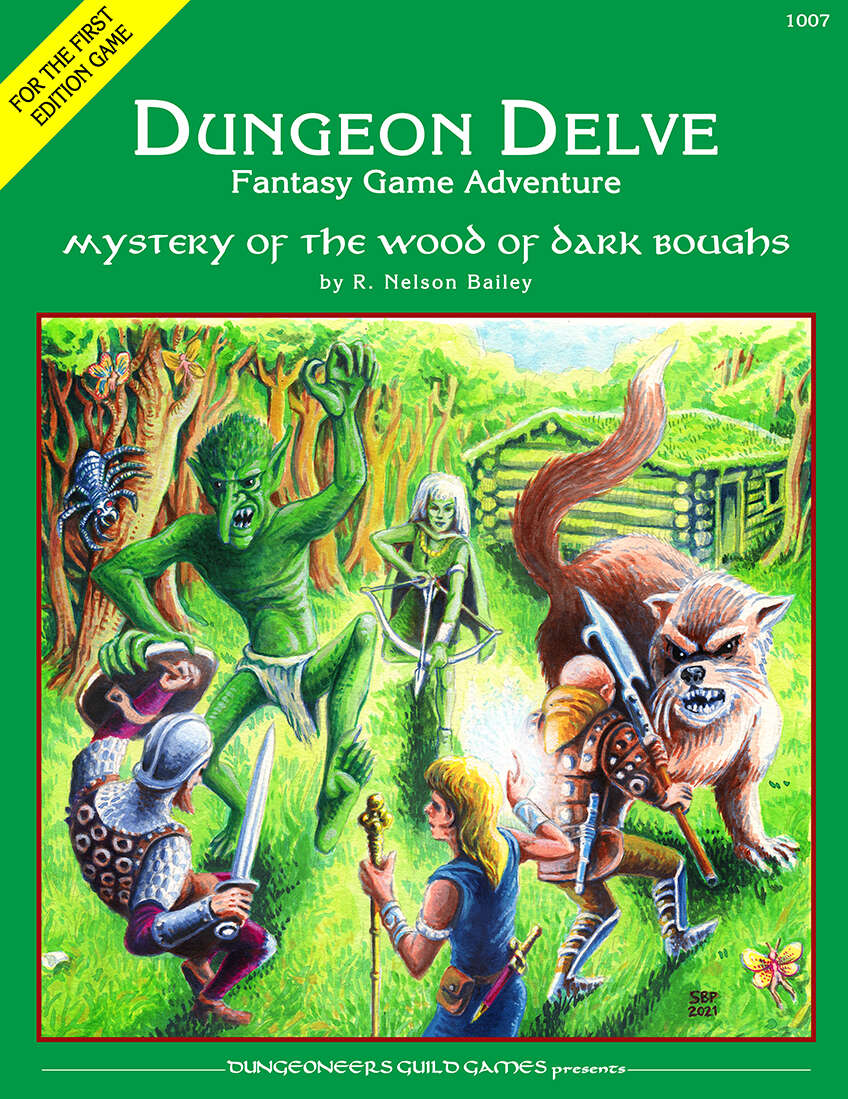 1007
FOR THE FIRST
EDITION GAME
DUNGEON DELVE
Fantasy Game Adventure
MYSTERY OF THE WOOD OF DARK BOUGHS
by R. Nelson Bailey
SBP
2021
DUNGEONEERS GUILD GAMES presents